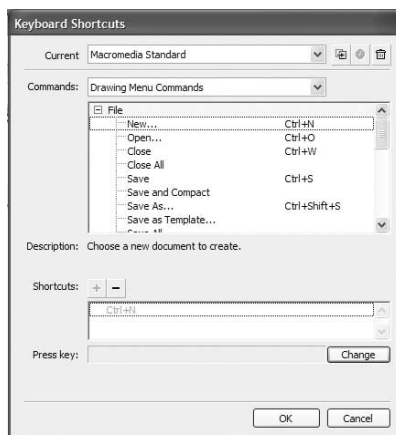 Keyboard Shortcuts
Current Macromedia Standard
Commands: Drawing Menu Commands
File
New... Ctrl+N
Open... Ctrl+O
Close Ctrl+W
Close All
Save Ctrl+S
Save and Compact
Save As... Ctrl+Shift+S
Save as Template...
Save All
Description: Choose a new document to create.
Shortcuts: + −
Ctrl+N
Press key: Change
OK Cancel